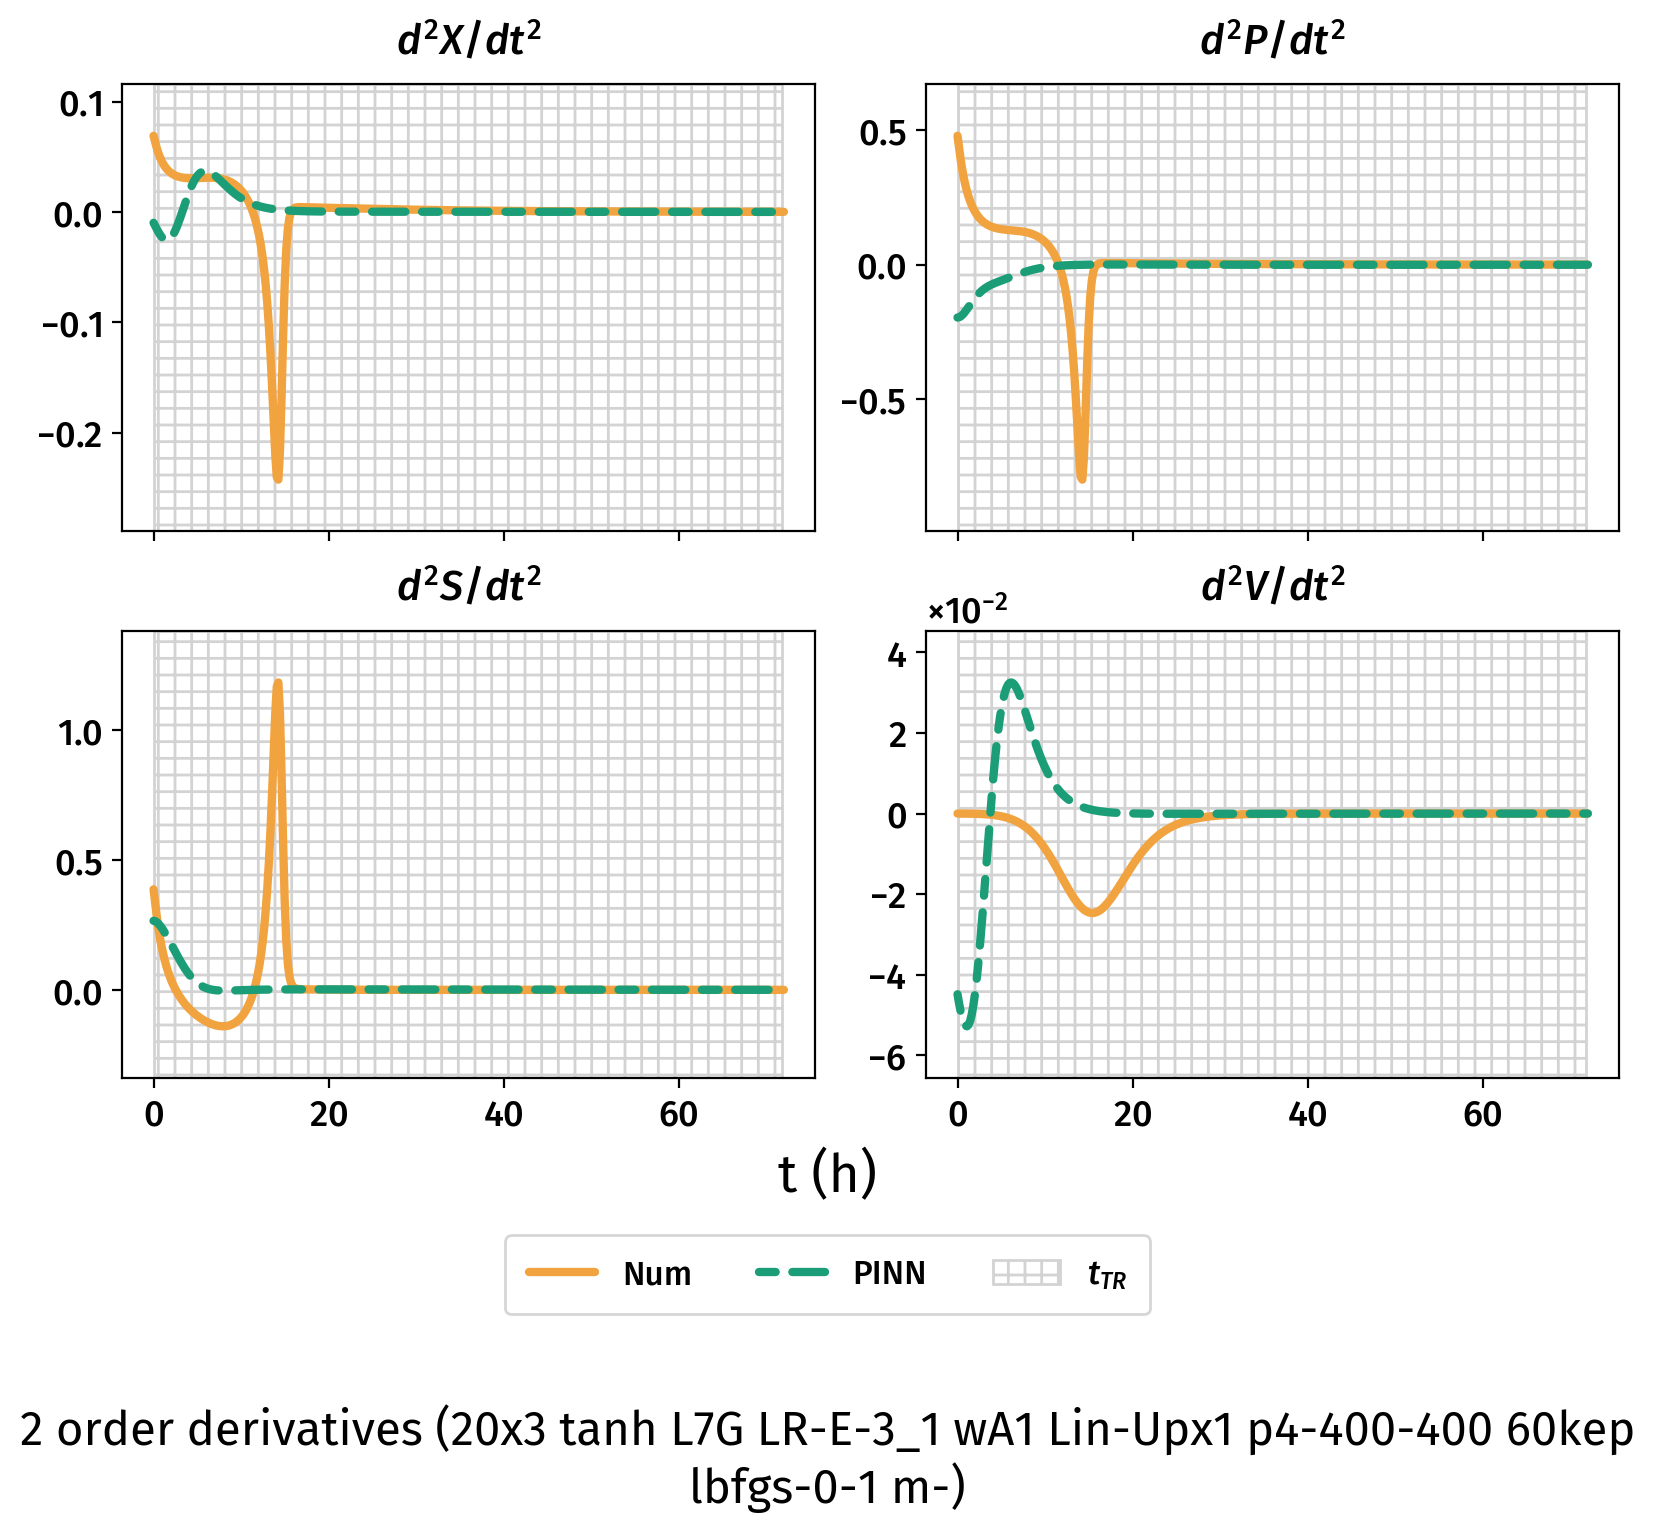 d²X/dt²
d²P/dt²
0.1
0.0
−0.1
−0.2
0.5
0.0
−0.5
d²S/dt²
d²V/dt²
×10⁻²
1.0
0.5
0.0
4
2
0
−2
−4
−6
0 20 40 60
0 20 40 60
t (h)
Num PINN t_TR
2 order derivatives (20x3 tanh L7G LR-E-3_1 wA1 Lin-Upx1 p4-400-400 60kep
lbfgs-0-1 m-)